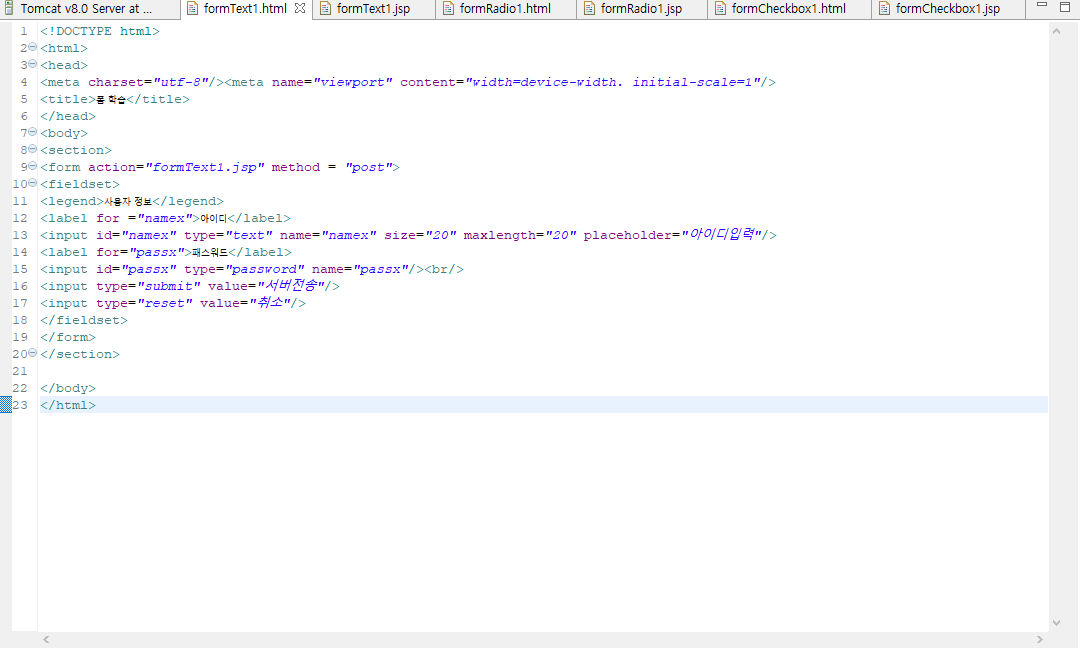 Tomcat v8.0 Server at ... formText1.html formText1.jsp formRadio1.html formRadio1.jsp formCheckbox1.html formCheckbox1.jsp
1 <!DOCTYPE html>
2 <html>
3 <head>
4 <meta charset="utf-8"/><meta name="viewport" content="width=device-width. initial-scale=1"/>
5 <title>폼 학습</title>
6 </head>
7 <body>
8 <section>
9 <form action="formText1.jsp" method = "post">
10 <fieldset>
11 <legend>사용자 정보</legend>
12 <label for ="namex">아이디</label>
13 <input id="namex" type="text" name="namex" size="20" maxlength="20" placeholder="아이디입력"/>
14 <label for="passx">패스워드</label>
15 <input id="passx" type="password" name="passx"/><br/>
16 <input type="submit" value="서버전송"/>
17 <input type="reset" value="취소"/>
18 </fieldset>
19 </form>
20 </section>
21
22 </body>
23 </html>